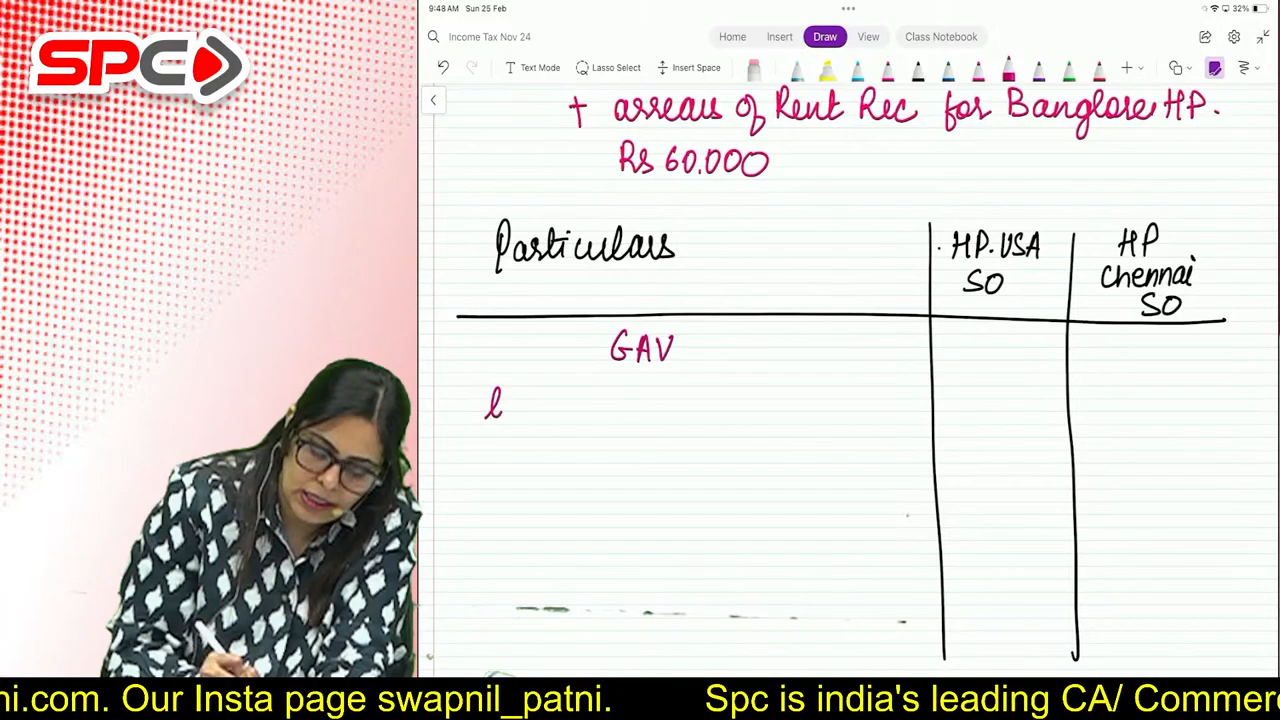 9:48 AM Sun 25 Feb
32%
SPC
Income Tax Nov 24
Home Insert Draw View Class Notebook
Text Mode Lasso Select Insert Space
+ arrears of Rent Rec for Banglore HP.
Rs 60,000
Particulars
HP. USA
SO
HP
Chennai
SO
GAV
l
ni.com. Our Insta page swapnil_patni. Spc is india's leading CA/ Commer